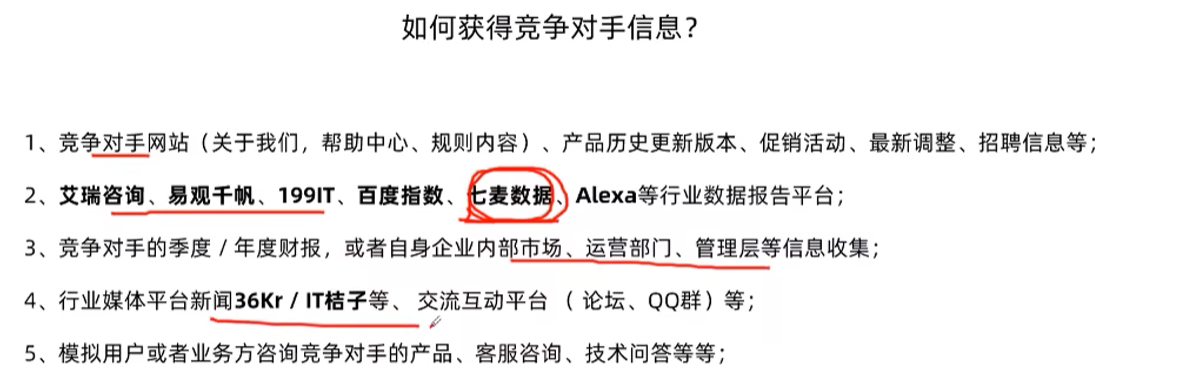 如何获得竞争对手信息？
1、竞争对手网站（关于我们，帮助中心、规则内容）、产品历史更新版本、促销活动、最新调整、招聘信息等；
2、艾瑞咨询、易观千帆、199IT、百度指数、七麦数据、Alexa等行业数据报告平台；
3、竞争对手的季度 / 年度财报，或者自身企业内部市场、运营部门、管理层等信息收集；
4、行业媒体平台新闻36Kr / IT桔子等、 交流互动平台 （ 论坛、QQ群）等；
5、模拟用户或者业务方咨询竞争对手的产品、客服咨询、技术问答等等；